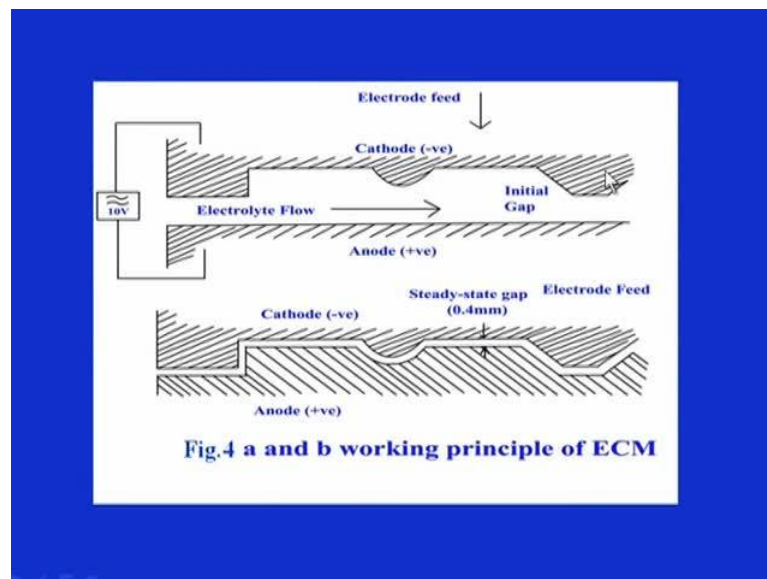 Electrode feed
Cathode (-ve)
10V
Electrolyte Flow
Initial
Gap
Anode (+ve)
Steady-state gap
(0.4mm)
Electrode Feed
Cathode (-ve)
Anode (+ve)
Fig.4 a and b working principle of ECM